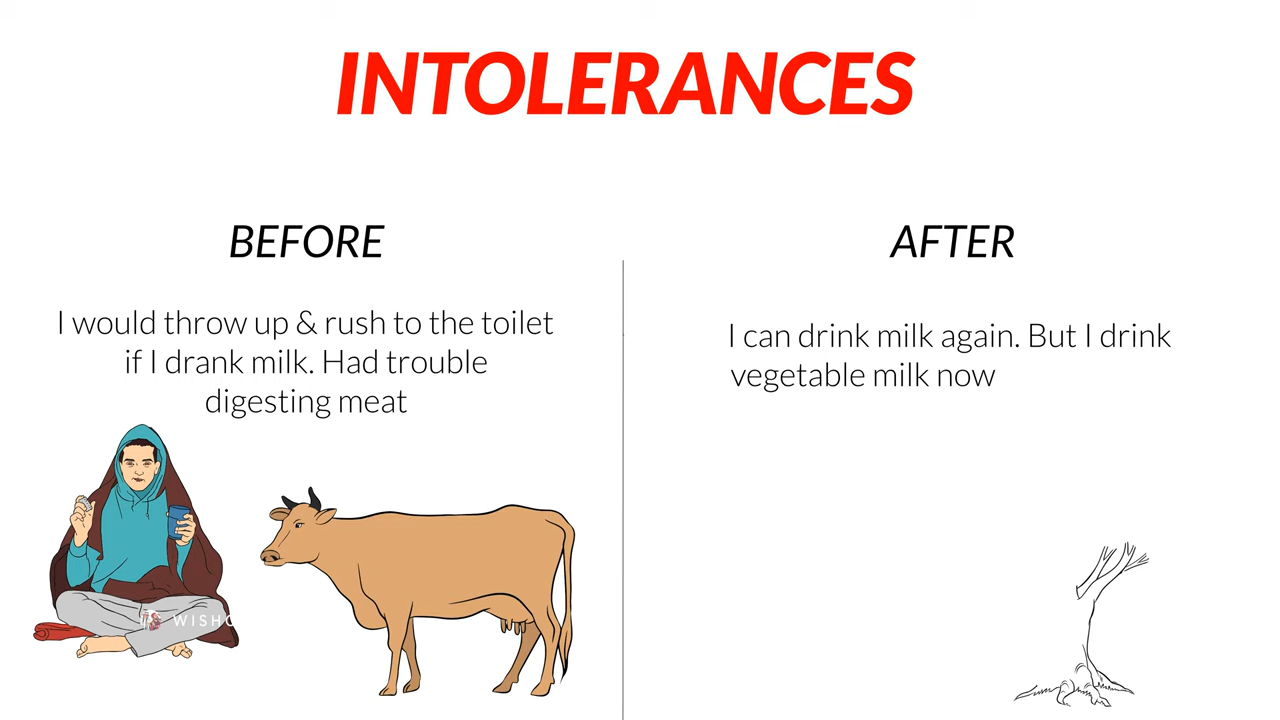 INTOLERANCES
BEFORE
I would throw up & rush to the toilet
if I drank milk. Had trouble
digesting meat
AFTER
I can drink milk again. But I drink
vegetable milk now
WISHC